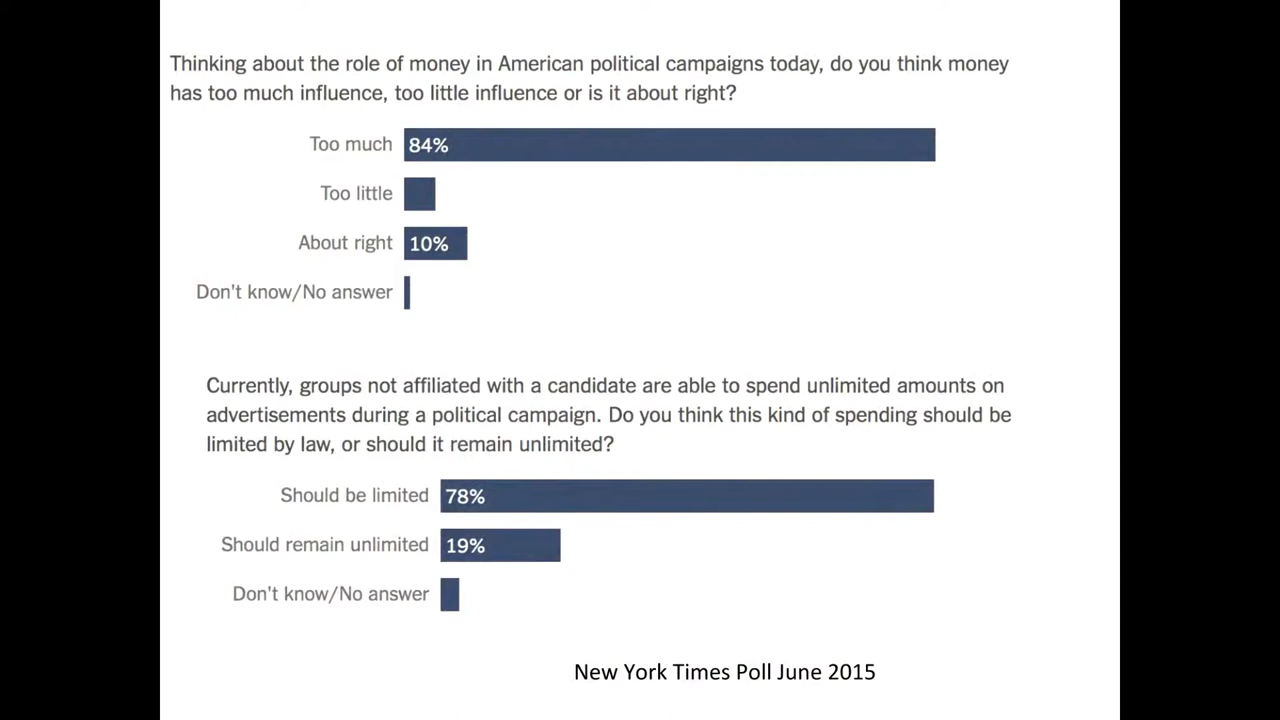 Thinking about the role of money in American political campaigns today, do you think money
has too much influence, too little influence or is it about right?
Too much 84%
Too little
About right 10%
Don't know/No answer
Currently, groups not affiliated with a candidate are able to spend unlimited amounts on
advertisements during a political campaign. Do you think this kind of spending should be
limited by law, or should it remain unlimited?
Should be limited 78%
Should remain unlimited 19%
Don't know/No answer
New York Times Poll June 2015